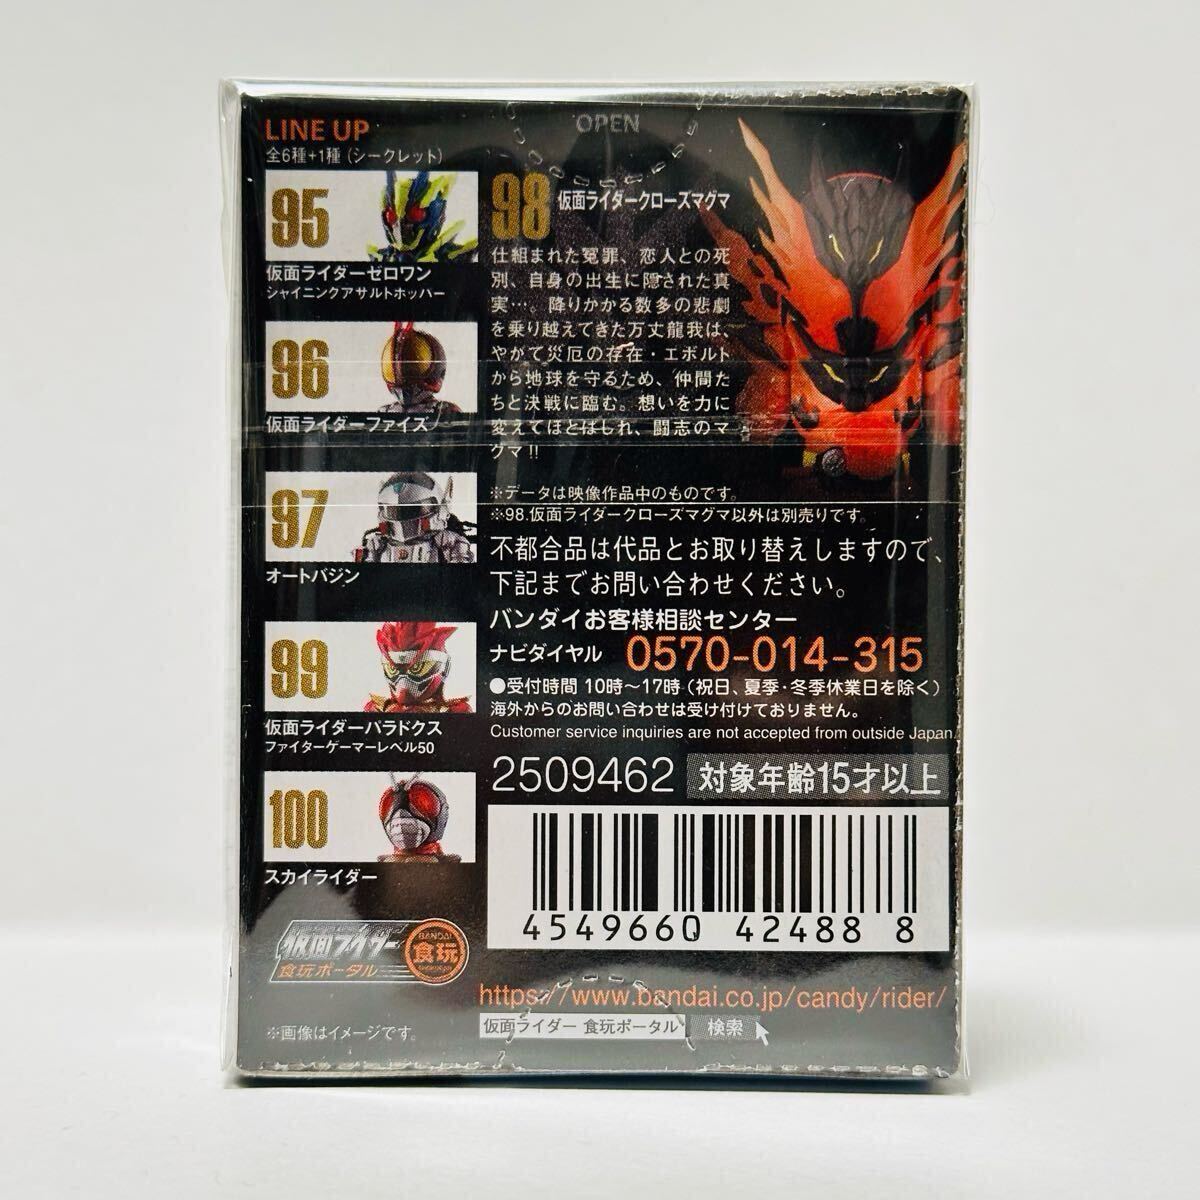 OPEN
LINE UP
全6種+1種（シークレット）
95
仮面ライダーゼロワン
シャイニングアサルトホッパー
96
仮面ライダーファイズ
97
オートバジン
99
仮面ライダーパラドクス
ファイターゲーマーレベル50
100
スカイライダー
98 仮面ライダークローズマグマ
仕組まれた冤罪、恋人との死
別、自身の出生に隠された真
実…。降りかかる数多の悲劇
を乗り越えてきた万丈龍我は、
やがて災厄の存在・エボルト
から地球を守るため、仲間た
ちと決戦に臨む。想いを力に
変えてほとばしれ、闘志のマ
グマ!!
※データは映像作品中のものです。
※98.仮面ライダークローズマグマ以外は別売りです。
不都合品は代品とお取り替えしますので、
下記までお問い合わせください。
バンダイお客様相談センター
ナビダイヤル 0570-014-315
●受付時間 10時～17時（祝日、夏季・冬季休業日を除く）
海外からのお問い合わせは受け付けておりません。
Customer service inquiries are not accepted from outside Japan.
2509462 対象年齢15才以上
4549660 42488 8
仮面ライダー
食玩ポータル
BANDAI
食玩
https://www.bandai.co.jp/candy/rider/
仮面ライダー 食玩ポータル 検索
※画像はイメージです。